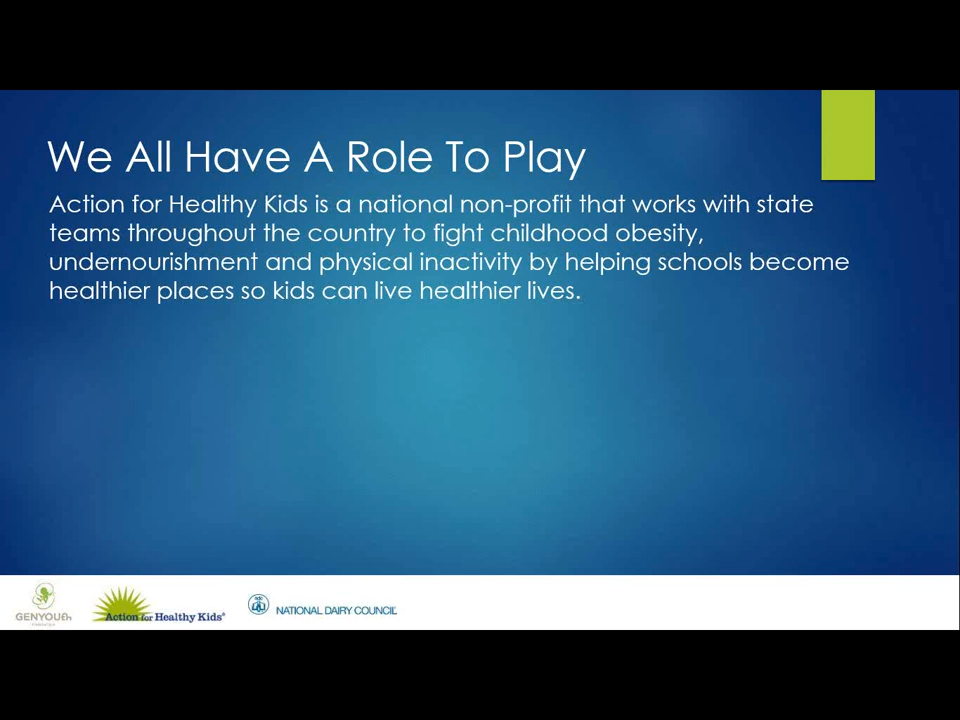 We All Have A Role To Play
Action for Healthy Kids is a national non-profit that works with state
teams throughout the country to fight childhood obesity,
undernourishment and physical inactivity by helping schools become
healthier places so kids can live healthier lives.
GENYOUth
Action for Healthy Kids®
NATIONAL DAIRY COUNCIL